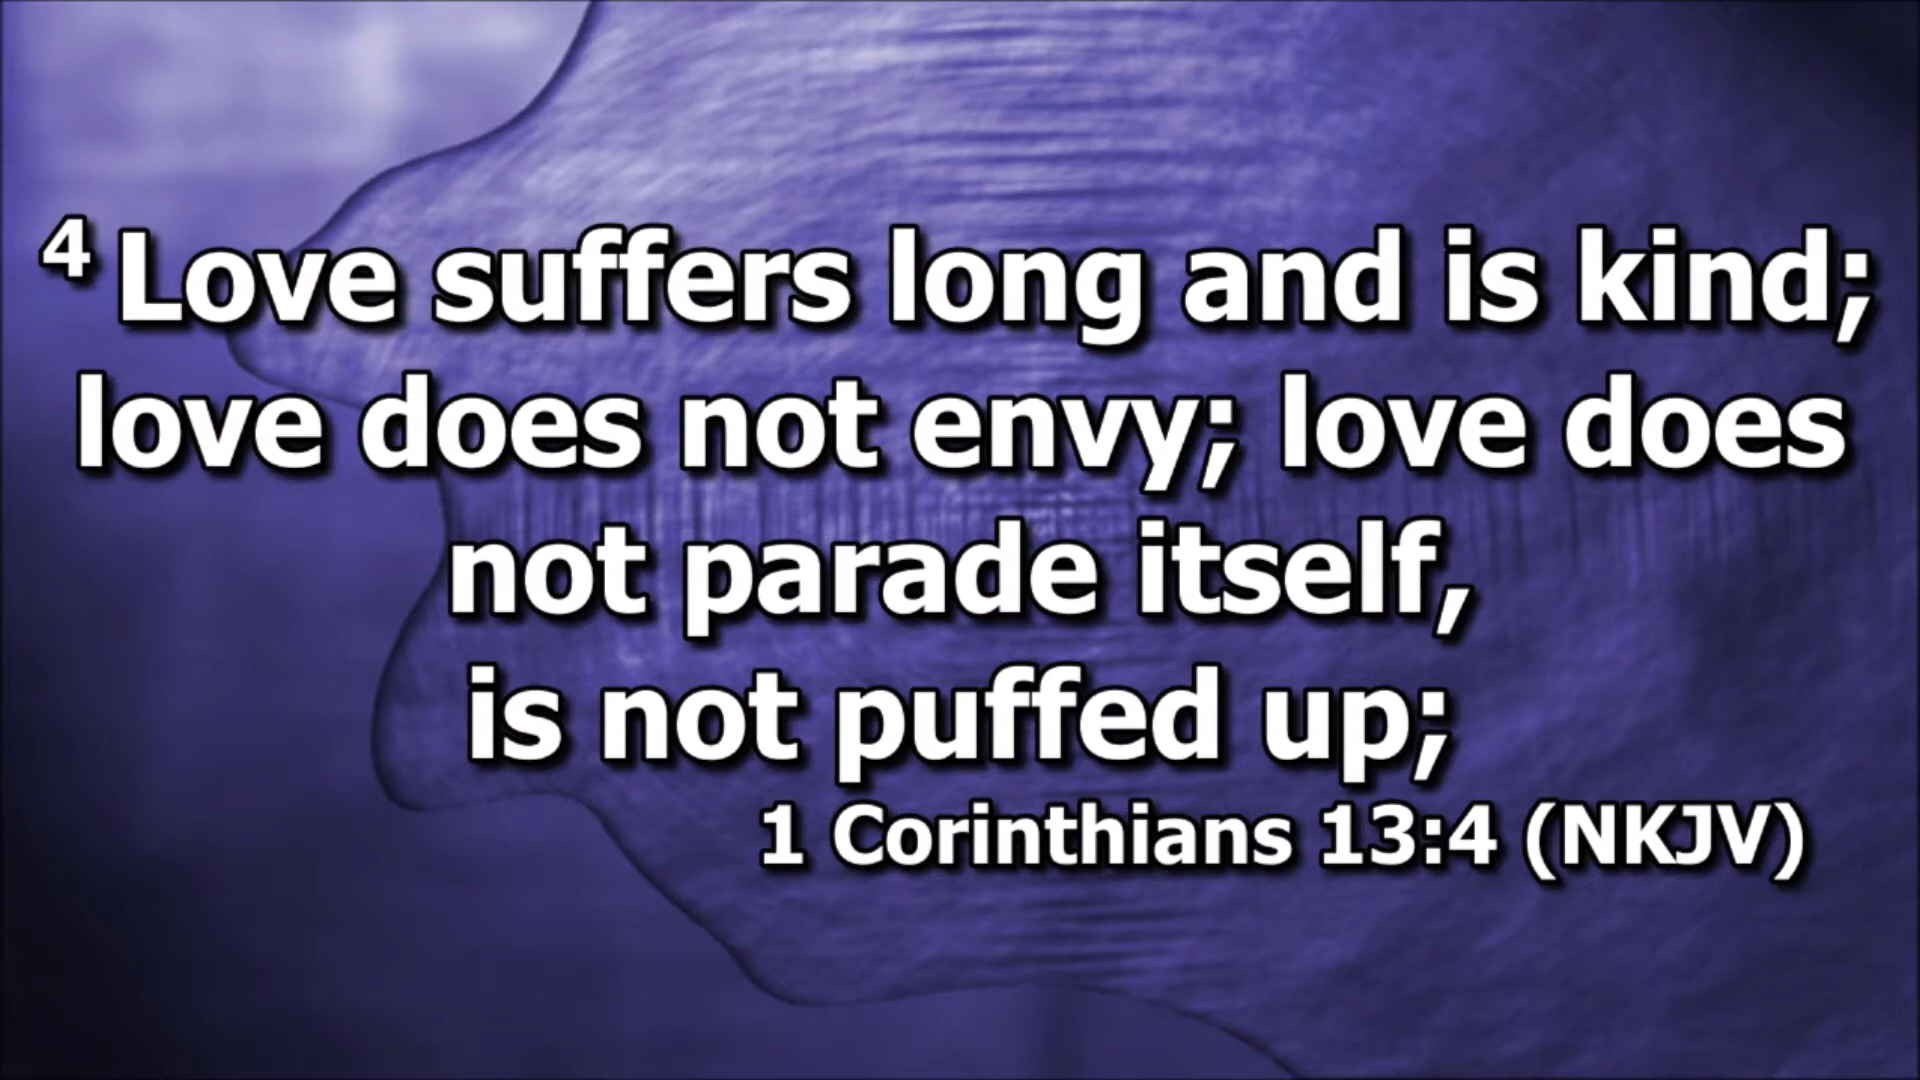 4 Love suffers long and is kind;
love does not envy; love does
not parade itself,
is not puffed up;
1 Corinthians 13:4 (NKJV)